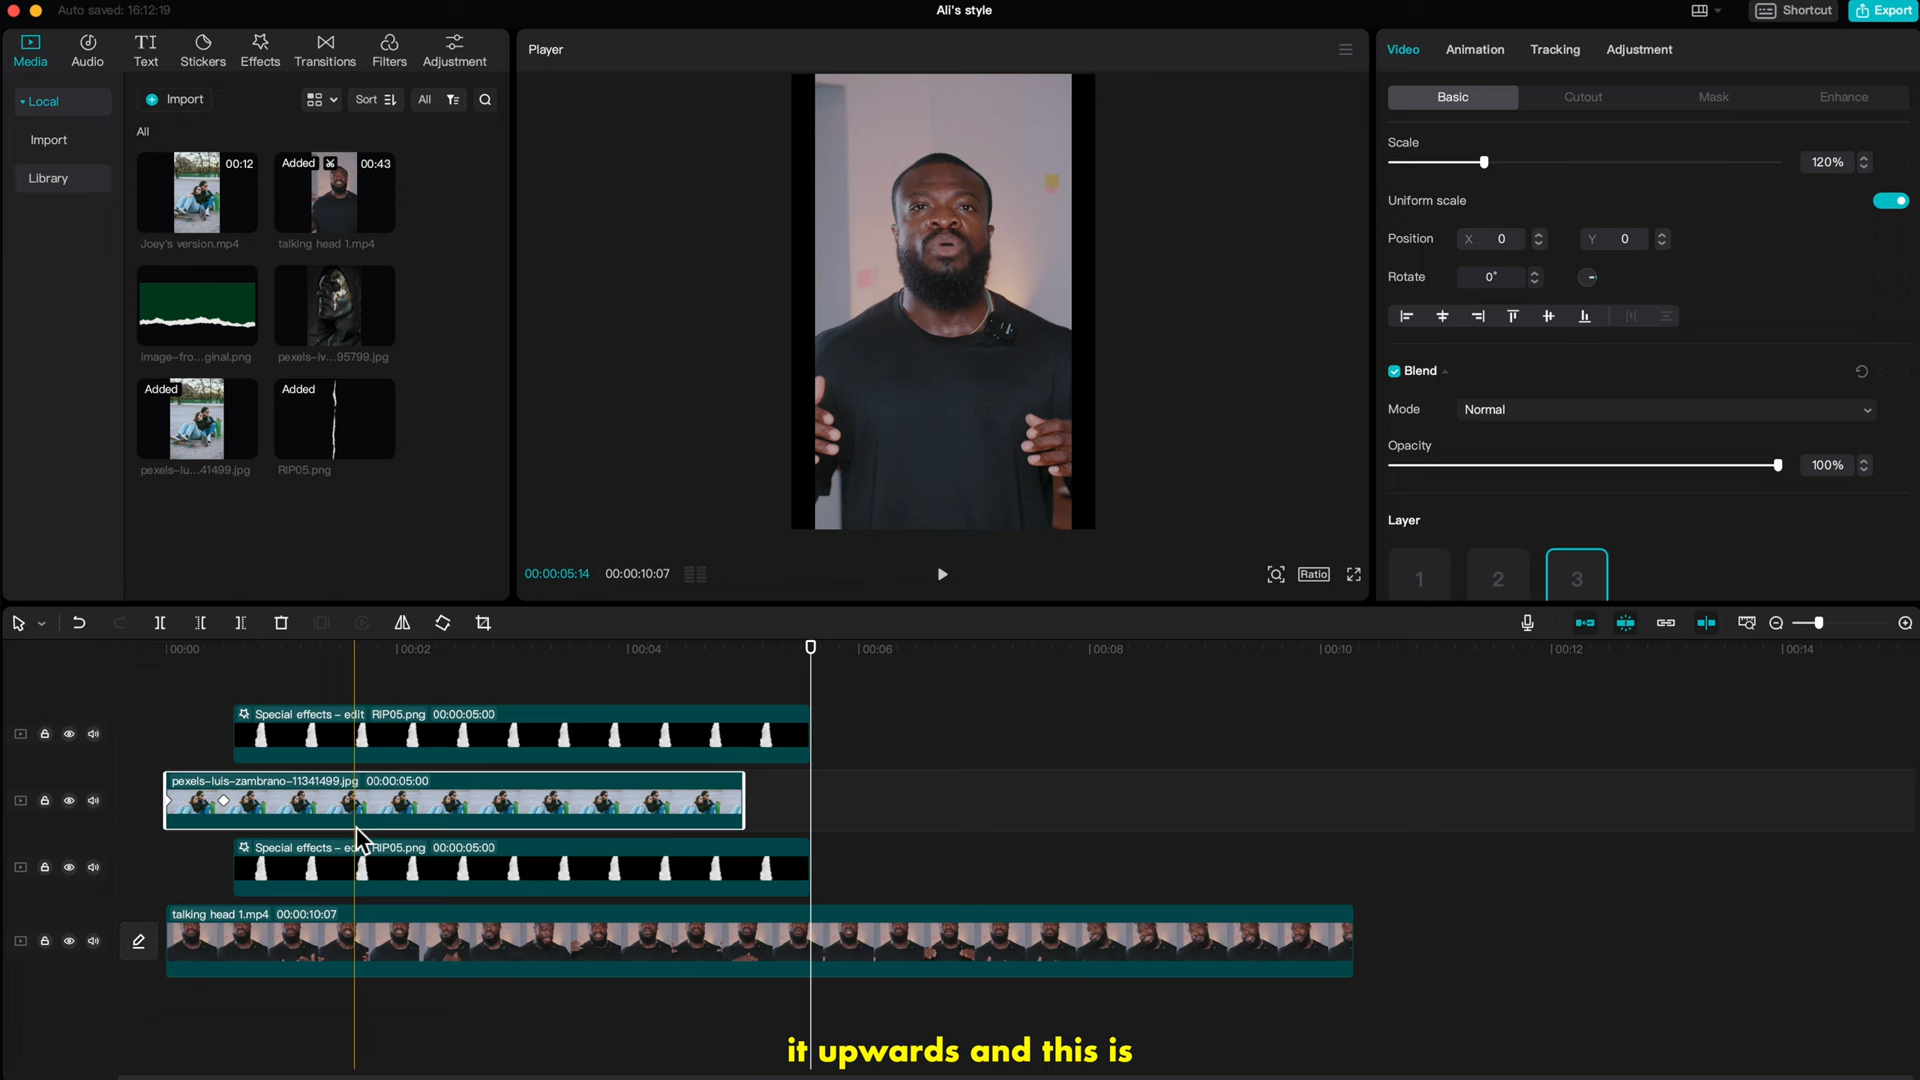 Auto saved: 16:12:19
Ali's style
Shortcut
Export
Media
Audio
Text
Stickers
Effects
Transitions
Filters
Adjustment
Local
Import
Library
Import
Sort
All
All
00:12
Joey's version.mp4
Added
00:43
talking head 1.mp4
image-fro...ginal.png
pexels-iv...95799.jpg
Added
pexels-lu...41499.jpg
Added
RIP05.png
Player
00:00:05:14
00:00:10:07
Ratio
Video
Animation
Tracking
Adjustment
Basic
Cutout
Mask
Enhance
Scale
120%
Uniform scale
Position
X 0
Y 0
Rotate
0°
Blend
Mode
Normal
Opacity
100%
Layer
1
2
3
00:00
00:02
00:04
00:06
00:08
00:10
00:12
00:14
Special effects – edit RIP05.png 00:00:05:00
pexels-luis-zambrano-11341499.jpg 00:00:05:00
Special effects – edit RIP05.png 00:00:05:00
talking head 1.mp4 00:00:10:07
it upwards and this is